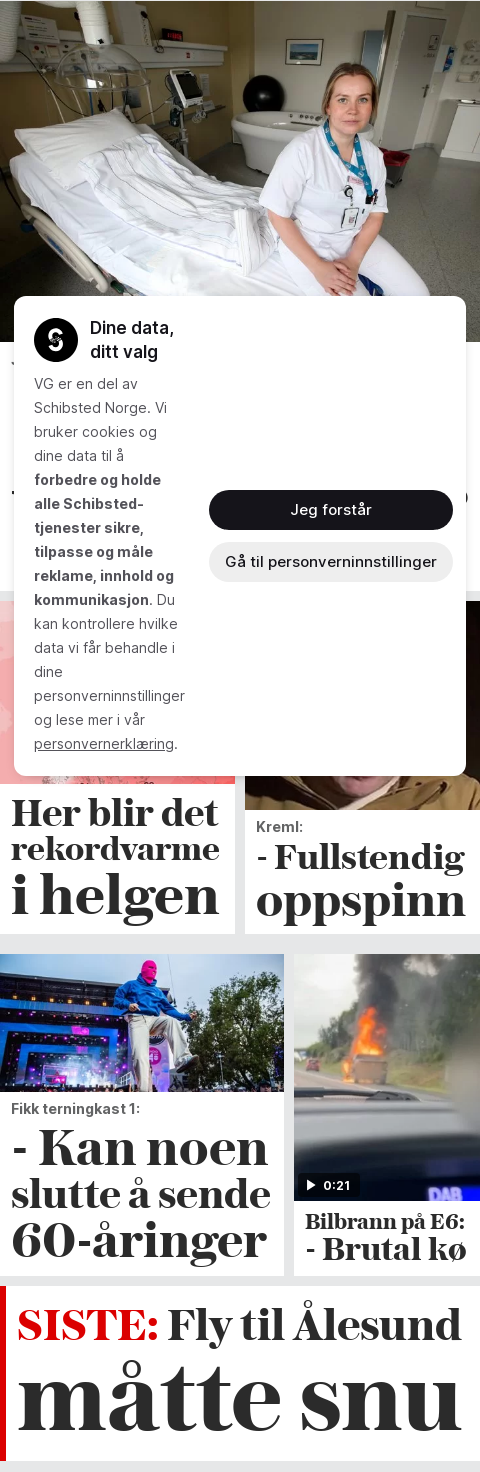 Dine data,
ditt valg
VG er en del av
Schibsted Norge. Vi
bruker cookies og
dine data til å
forbedre og holde
alle Schibsted-
tjenester sikre,
tilpasse og måle
reklame, innhold og
kommunikasjon. Du
kan kontrollere hvilke
data vi får behandle i
dine
personverninnstillinger
og lese mer i vår
personvernerklæring.
Jeg forstår
Gå til personverninnstillinger
Her blir det
rekordvarme
i helgen
Kreml:
- Fullstendig
oppspinn
Fikk terningkast 1:
- Kan noen
slutte å sende
60-åringer
0:21
DAB
Bilbrann på E6:
- Brutal kø
SISTE: Fly til Ålesund
måtte snu